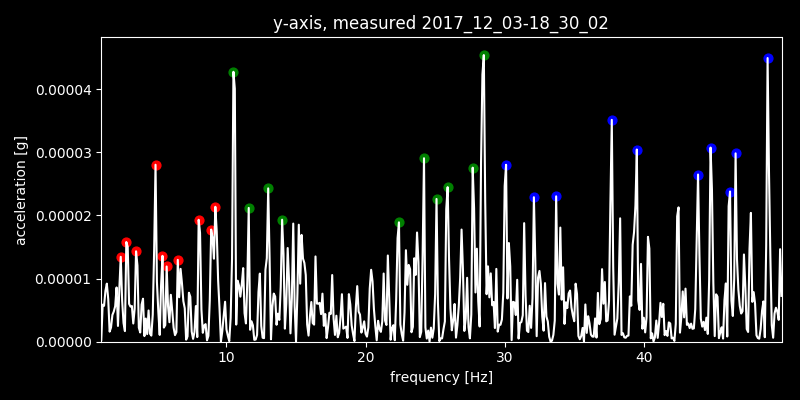 y-axis, measured 2017_12_03-18_30_02
acceleration [g]
0.00004
0.00003
0.00002
0.00001
0.00000
10 20 30 40
frequency [Hz]